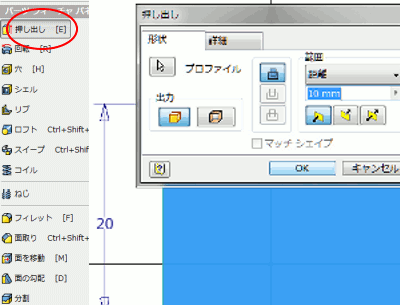 パーツ フィーチャ パネ
押し出し [E]
回転 [R]
穴 [H]
シェル
リブ
ロフト Ctrl+Shift+
スイープ Ctrl+Shift+
コイル
ねじ
フィレット [F]
面取り Ctrl+Shift+
面を移動 [M]
面の勾配 [D]
分割
押し出し
形状
詳細
プロファイル
出力
範囲
距離
10 mm
マッチ シェイプ
OK
キャンセル
20